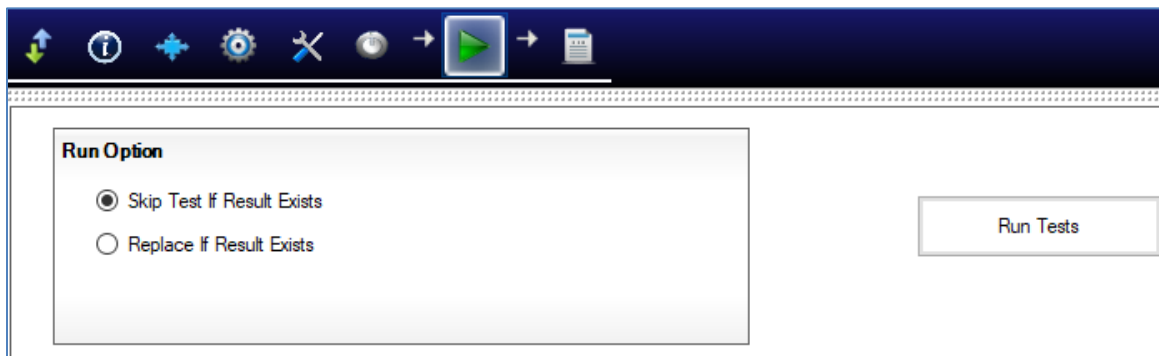 Run Option
Skip Test If Result Exists
Replace If Result Exists
Run Tests